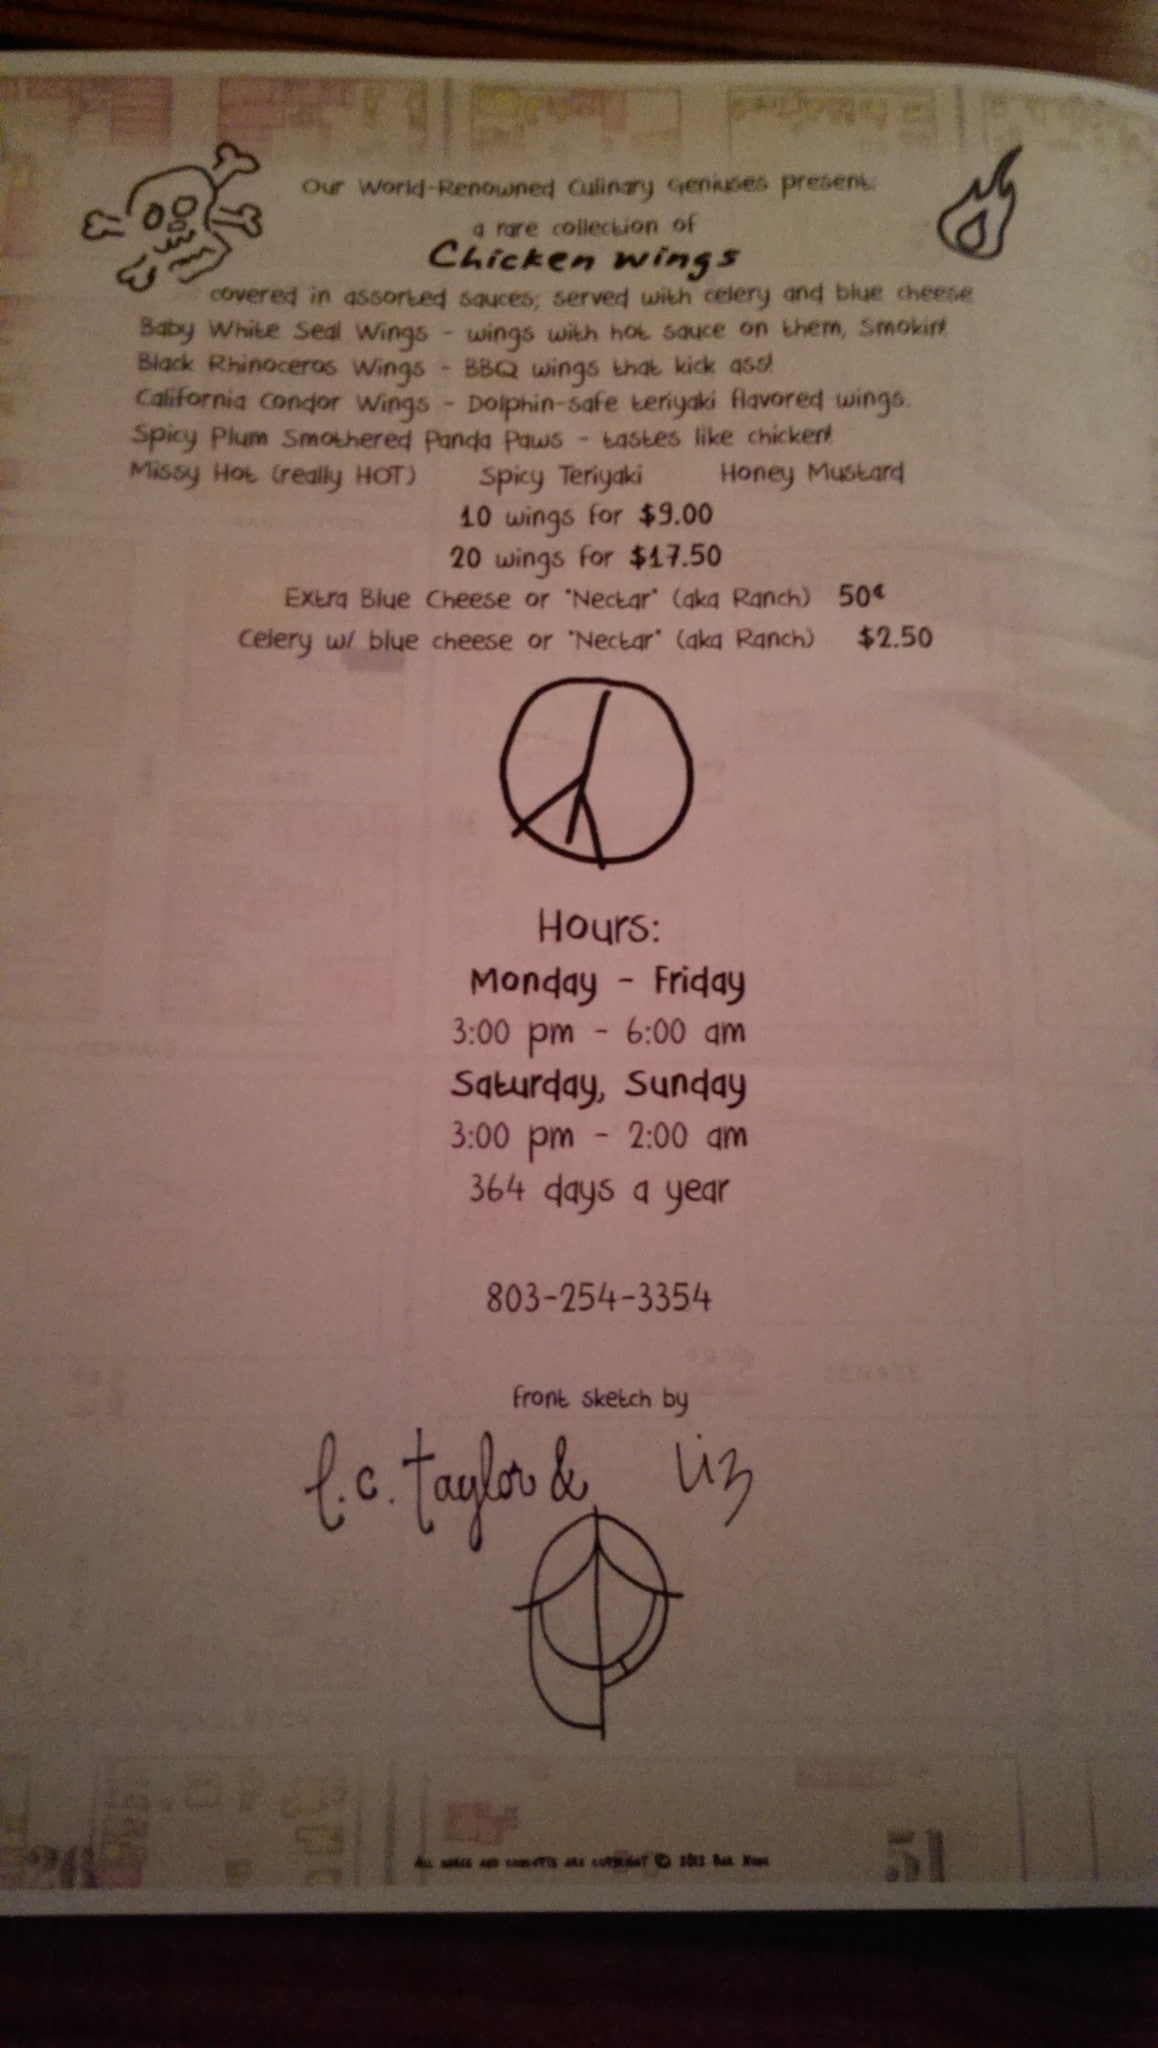 Our World-Renowned Culinary Geniuses present:
a rare collection of
Chicken wings
covered in assorted sauces; served with celery and blue cheese
Baby White Seal Wings - wings with hot sauce on them, Smokin!
Black Rhinoceros Wings - BBQ wings that kick ass!
California Condor Wings - Dolphin-safe teriyaki flavored wings.
Spicy Plum Smothered Panda Paws - tastes like chicken!
Missy Hot (really HOT) Spicy Teriyaki Honey Mustard
10 wings for $9.00
20 wings for $17.50
Extra Blue Cheese or "Nectar" (aka Ranch) 50¢
Celery w/ blue cheese or "Nectar" (aka Ranch) $2.50
Hours:
Monday - Friday
3:00 pm - 6:00 am
Saturday, Sunday
3:00 pm - 2:00 am
364 days a year
803-254-3354
front sketch by
f.c. taylor & Liz
26 51
All and are copyright © 2012